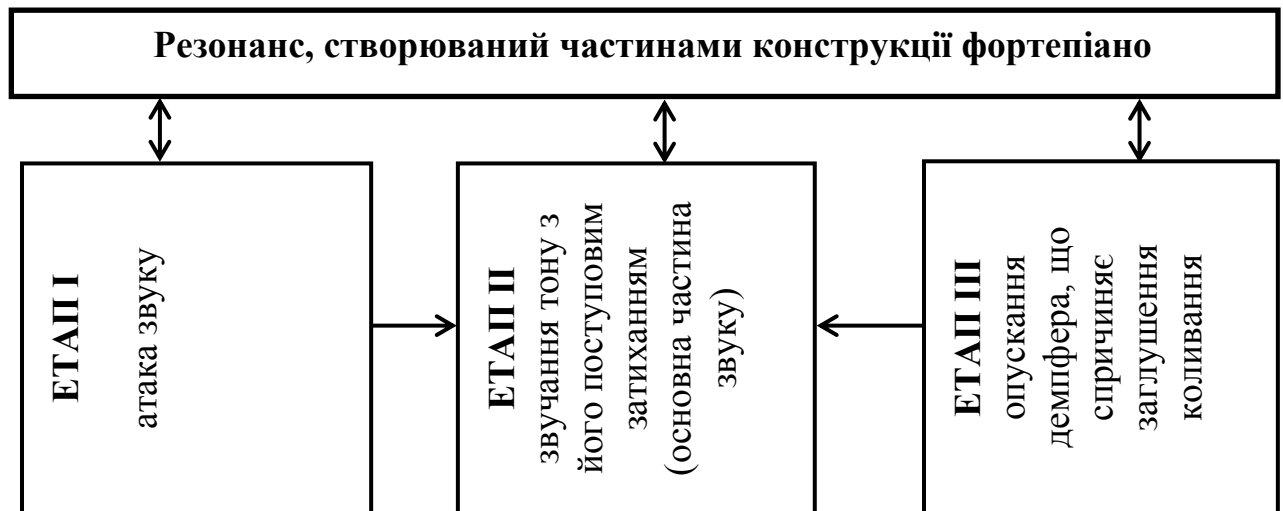 Резонанс, створюваний частинами конструкції фортепіано
ЕТАП І
атака звуку
ЕТАП ІІ
звучання тону з
його поступовим
затиханням
(основна частина
звуку)
ЕТАП ІІІ
опускання
демпфера, що
спричиняє
заглушення
коливання